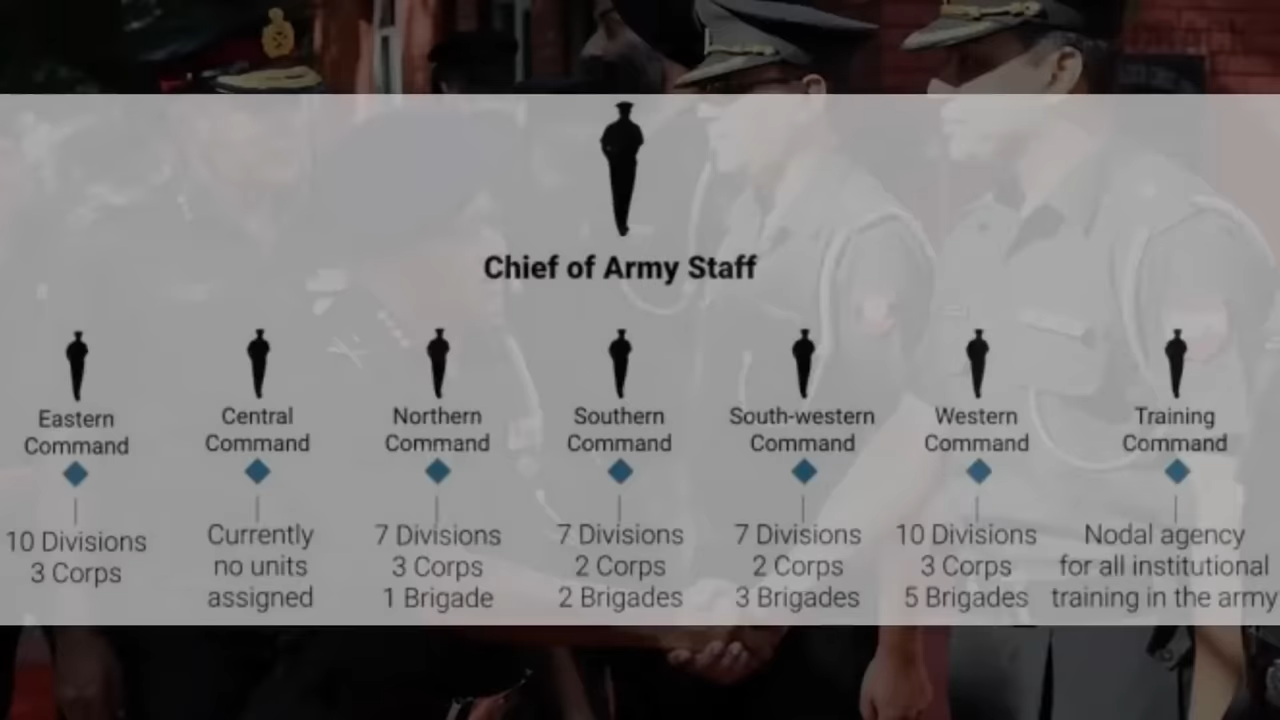 Chief of Army Staff
Eastern
Command
10 Divisions
3 Corps
Central
Command
Currently
no units
assigned
Northern
Command
7 Divisions
3 Corps
1 Brigade
Southern
Command
7 Divisions
2 Corps
2 Brigades
South-western
Command
7 Divisions
2 Corps
3 Brigades
Western
Command
10 Divisions
3 Corps
5 Brigades
Training
Command
Nodal agency
for all institutional
training in the army